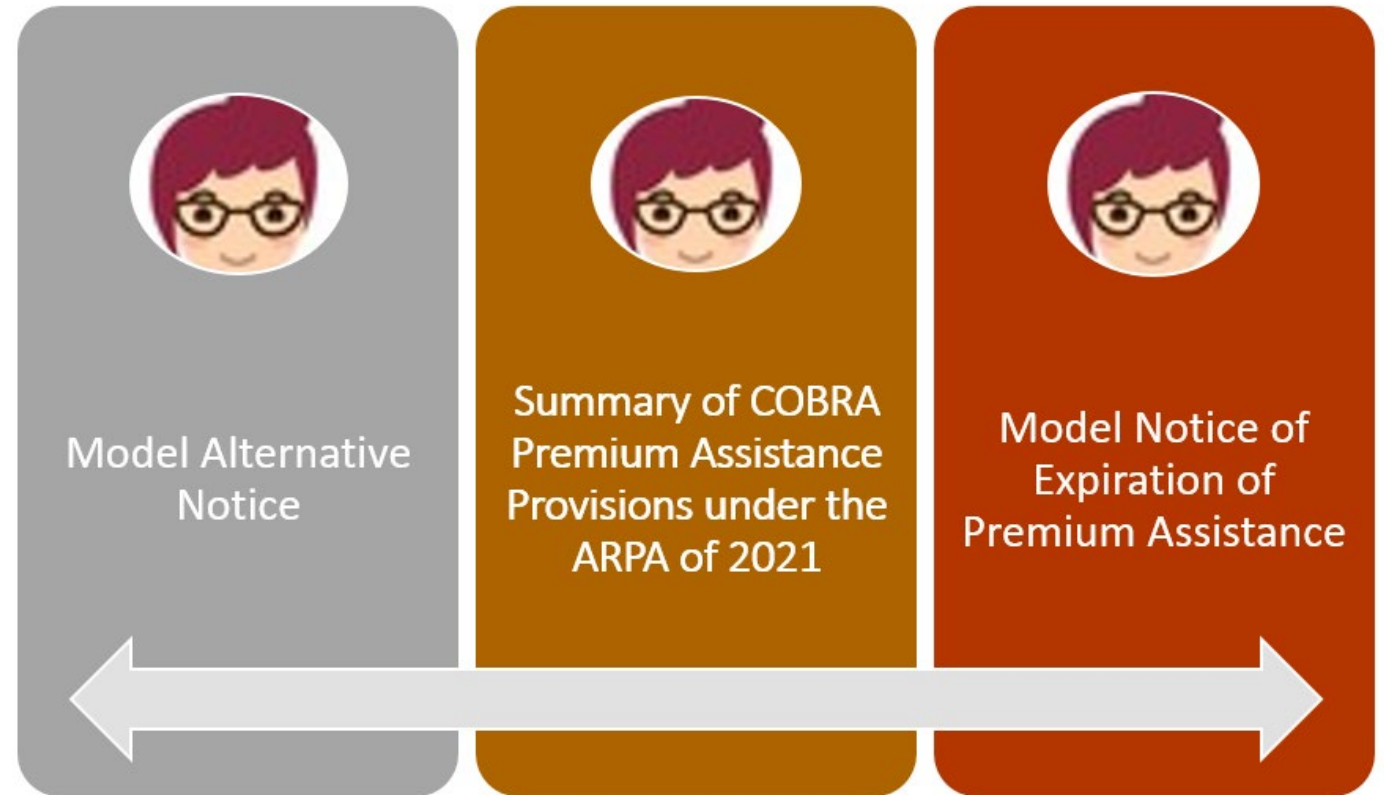 Model Alternative
Notice
Summary of COBRA
Premium Assistance
Provisions under the
ARPA of 2021
Model Notice of
Expiration of
Premium Assistance